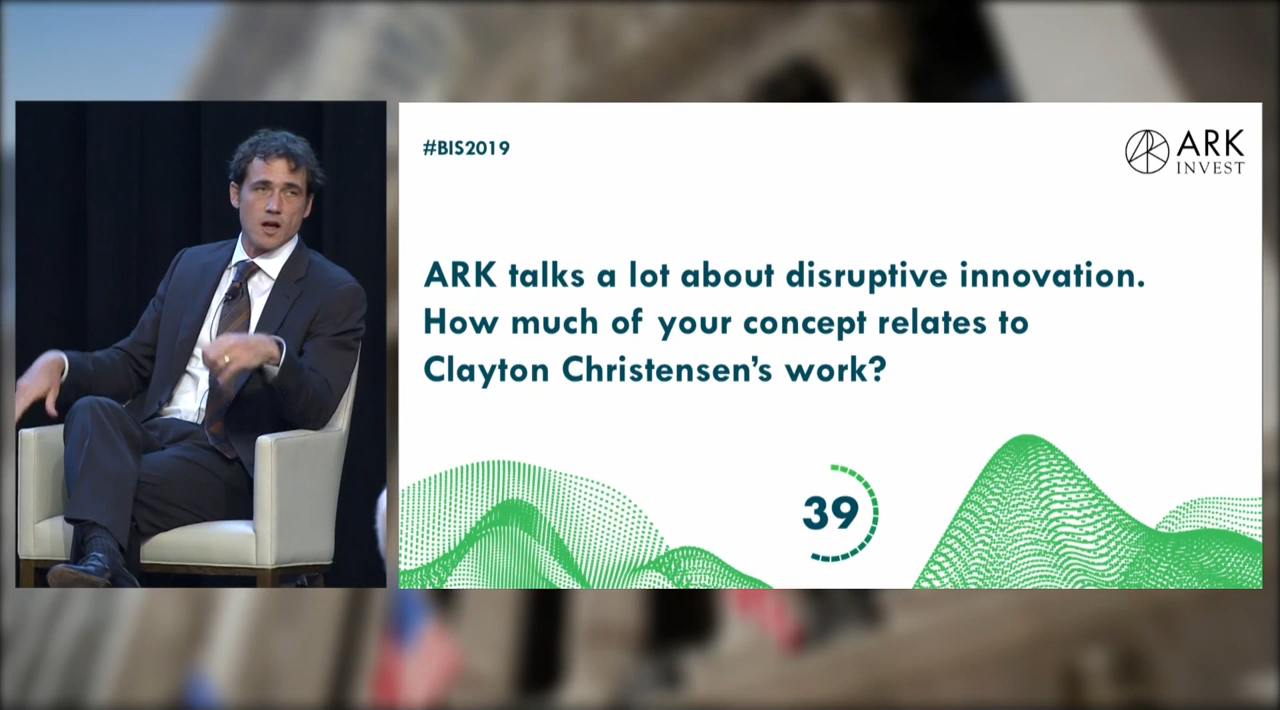 #BIS2019
ARK
INVEST
ARK talks a lot about disruptive innovation.
How much of your concept relates to
Clayton Christensen’s work?
39